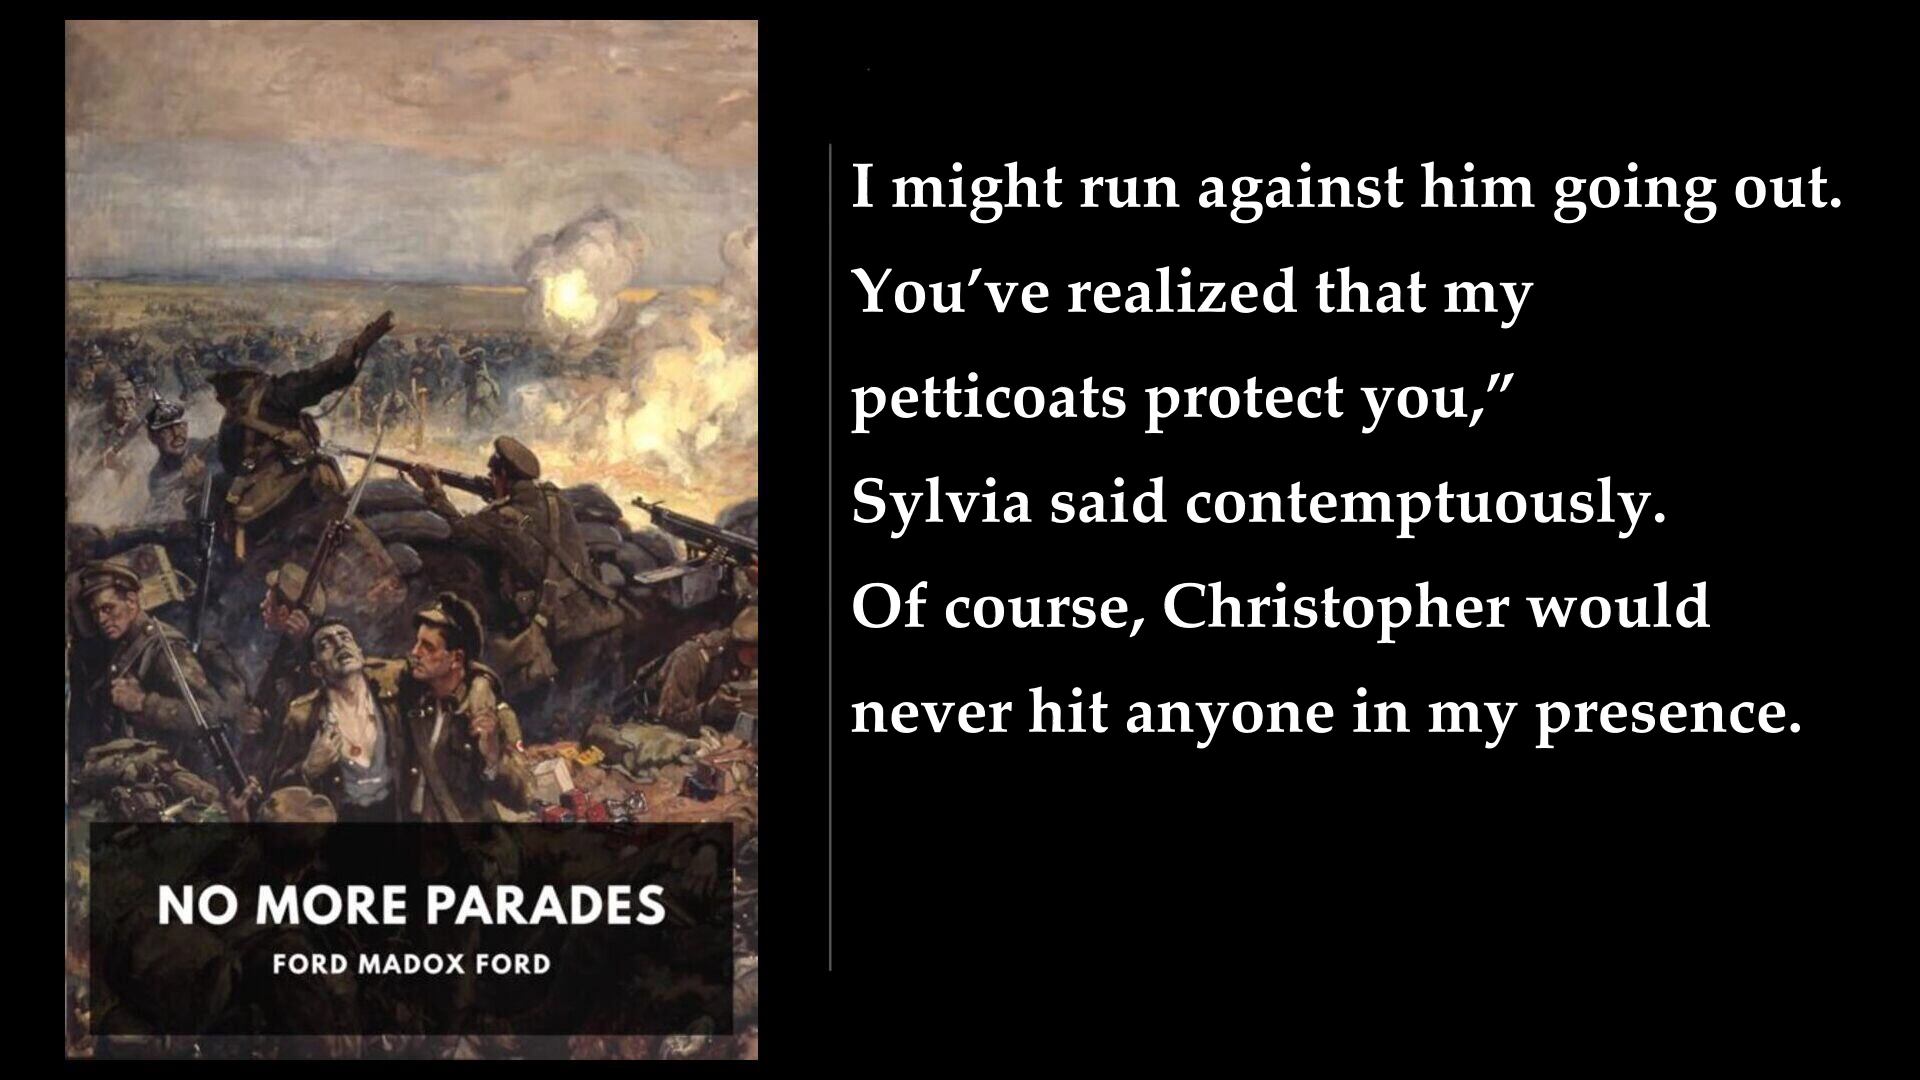 I might run against him going out.
You’ve realized that my
petticoats protect you,”
Sylvia said contemptuously.
Of course, Christopher would
never hit anyone in my presence.
NO MORE PARADES
FORD MADOX FORD